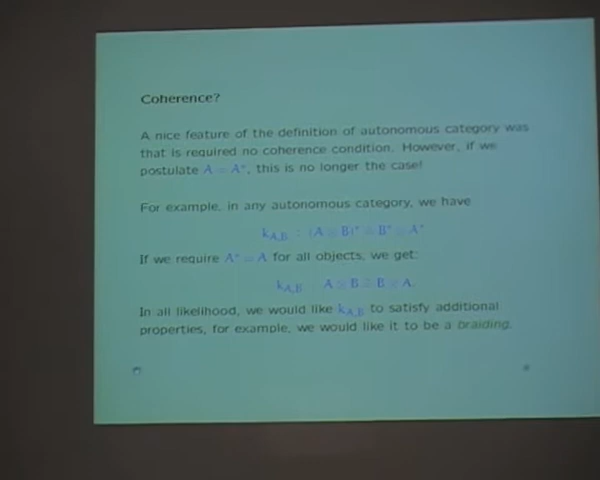 Coherence?
A nice feature of the definition of autonomous category was
that is required no coherence condition. However, if we
postulate A = A*, this is no longer the case!
For example, in any autonomous category, we have
k_{A,B} : (A ⊗ B)* ≅ B* ⊗ A*
If we require A* = A for all objects, we get:
k_{A,B} : A ⊗ B ≅ B ⊗ A.
In all likelihood, we would like k_{A,B} to satisfy additional
properties, for example, we would like it to be a braiding.